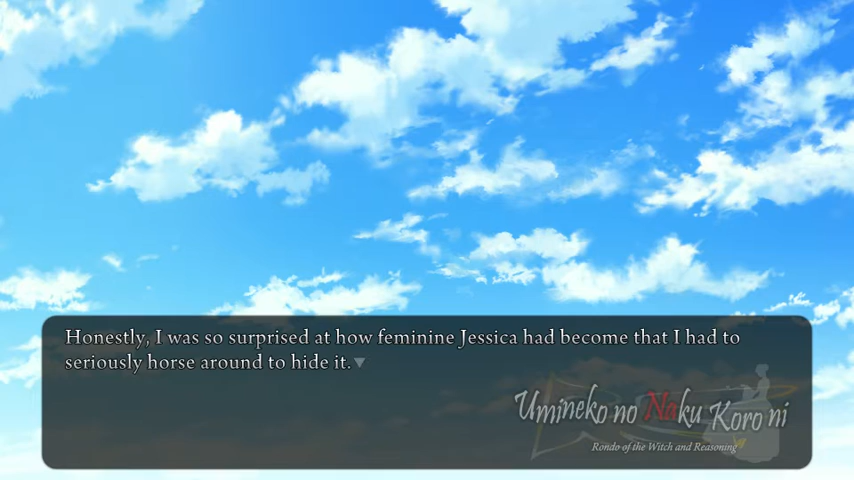 Honestly, I was so surprised at how feminine Jessica had become that I had to
seriously horse around to hide it.
Umineko no Naku Koro ni
Rondo of the Witch and Reasoning